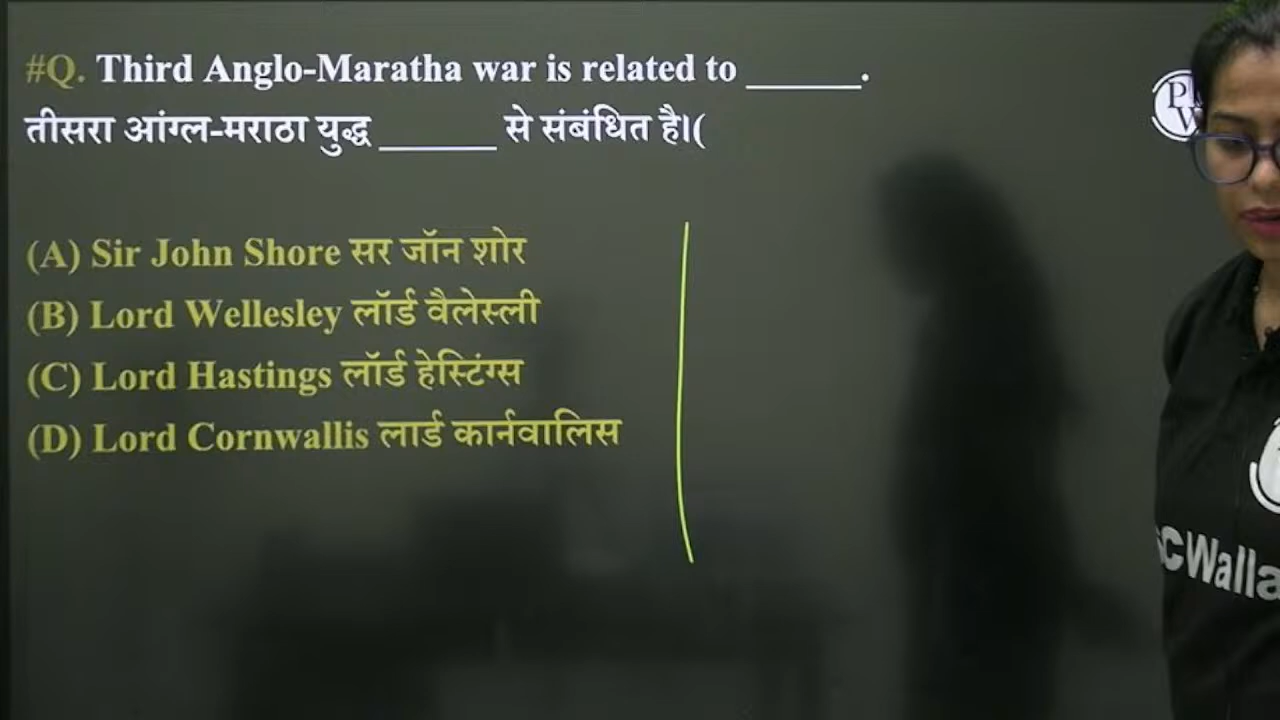 #Q. Third Anglo-Maratha war is related to ______.
तीसरा आंग्ल-मराठा युद्ध ______ से संबंधित है।(
(A) Sir John Shore सर जॉन शोर
(B) Lord Wellesley लॉर्ड वैलेस्ली
(C) Lord Hastings लॉर्ड हेस्टिंग्स
(D) Lord Cornwallis लार्ड कार्नवालिस